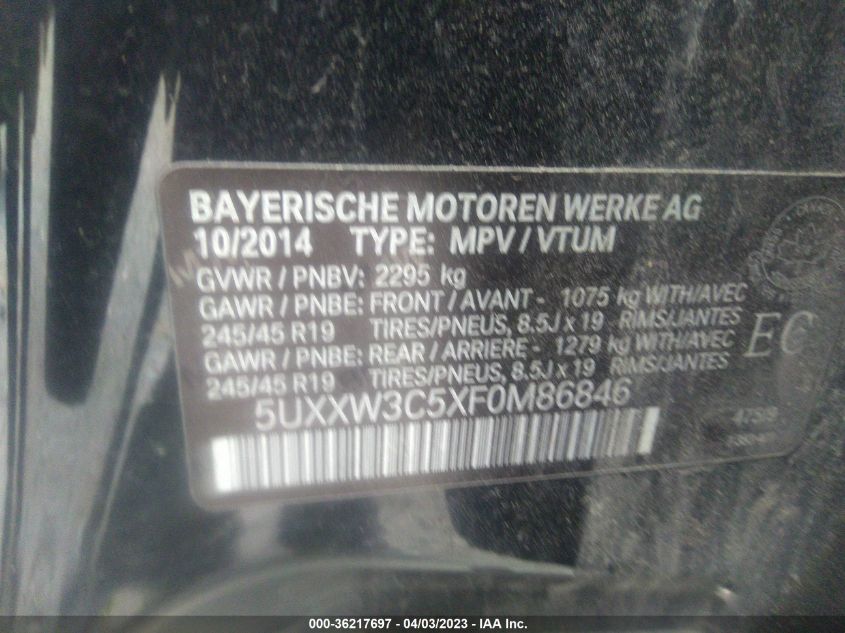 BAYERISCHE MOTOREN WERKE AG
10/2014 TYPE: MPV / VTUM
GVWR / PNBV: 2295 kg
GAWR / PNBE: FRONT / AVANT - 1075 kg WITH/AVEC
245/45 R19 TIRES/PNEUS, 8.5J x 19 RIMS/JANTES
GAWR / PNBE: REAR / ARRIERE - 1279 kg WITH/AVEC
245/45 R19 TIRES/PNEUS, 8.5J x 19 RIMS/JANTES
EC
5UXXW3C5XF0M86846
000-36217697 - 04/03/2023 - IAA Inc.